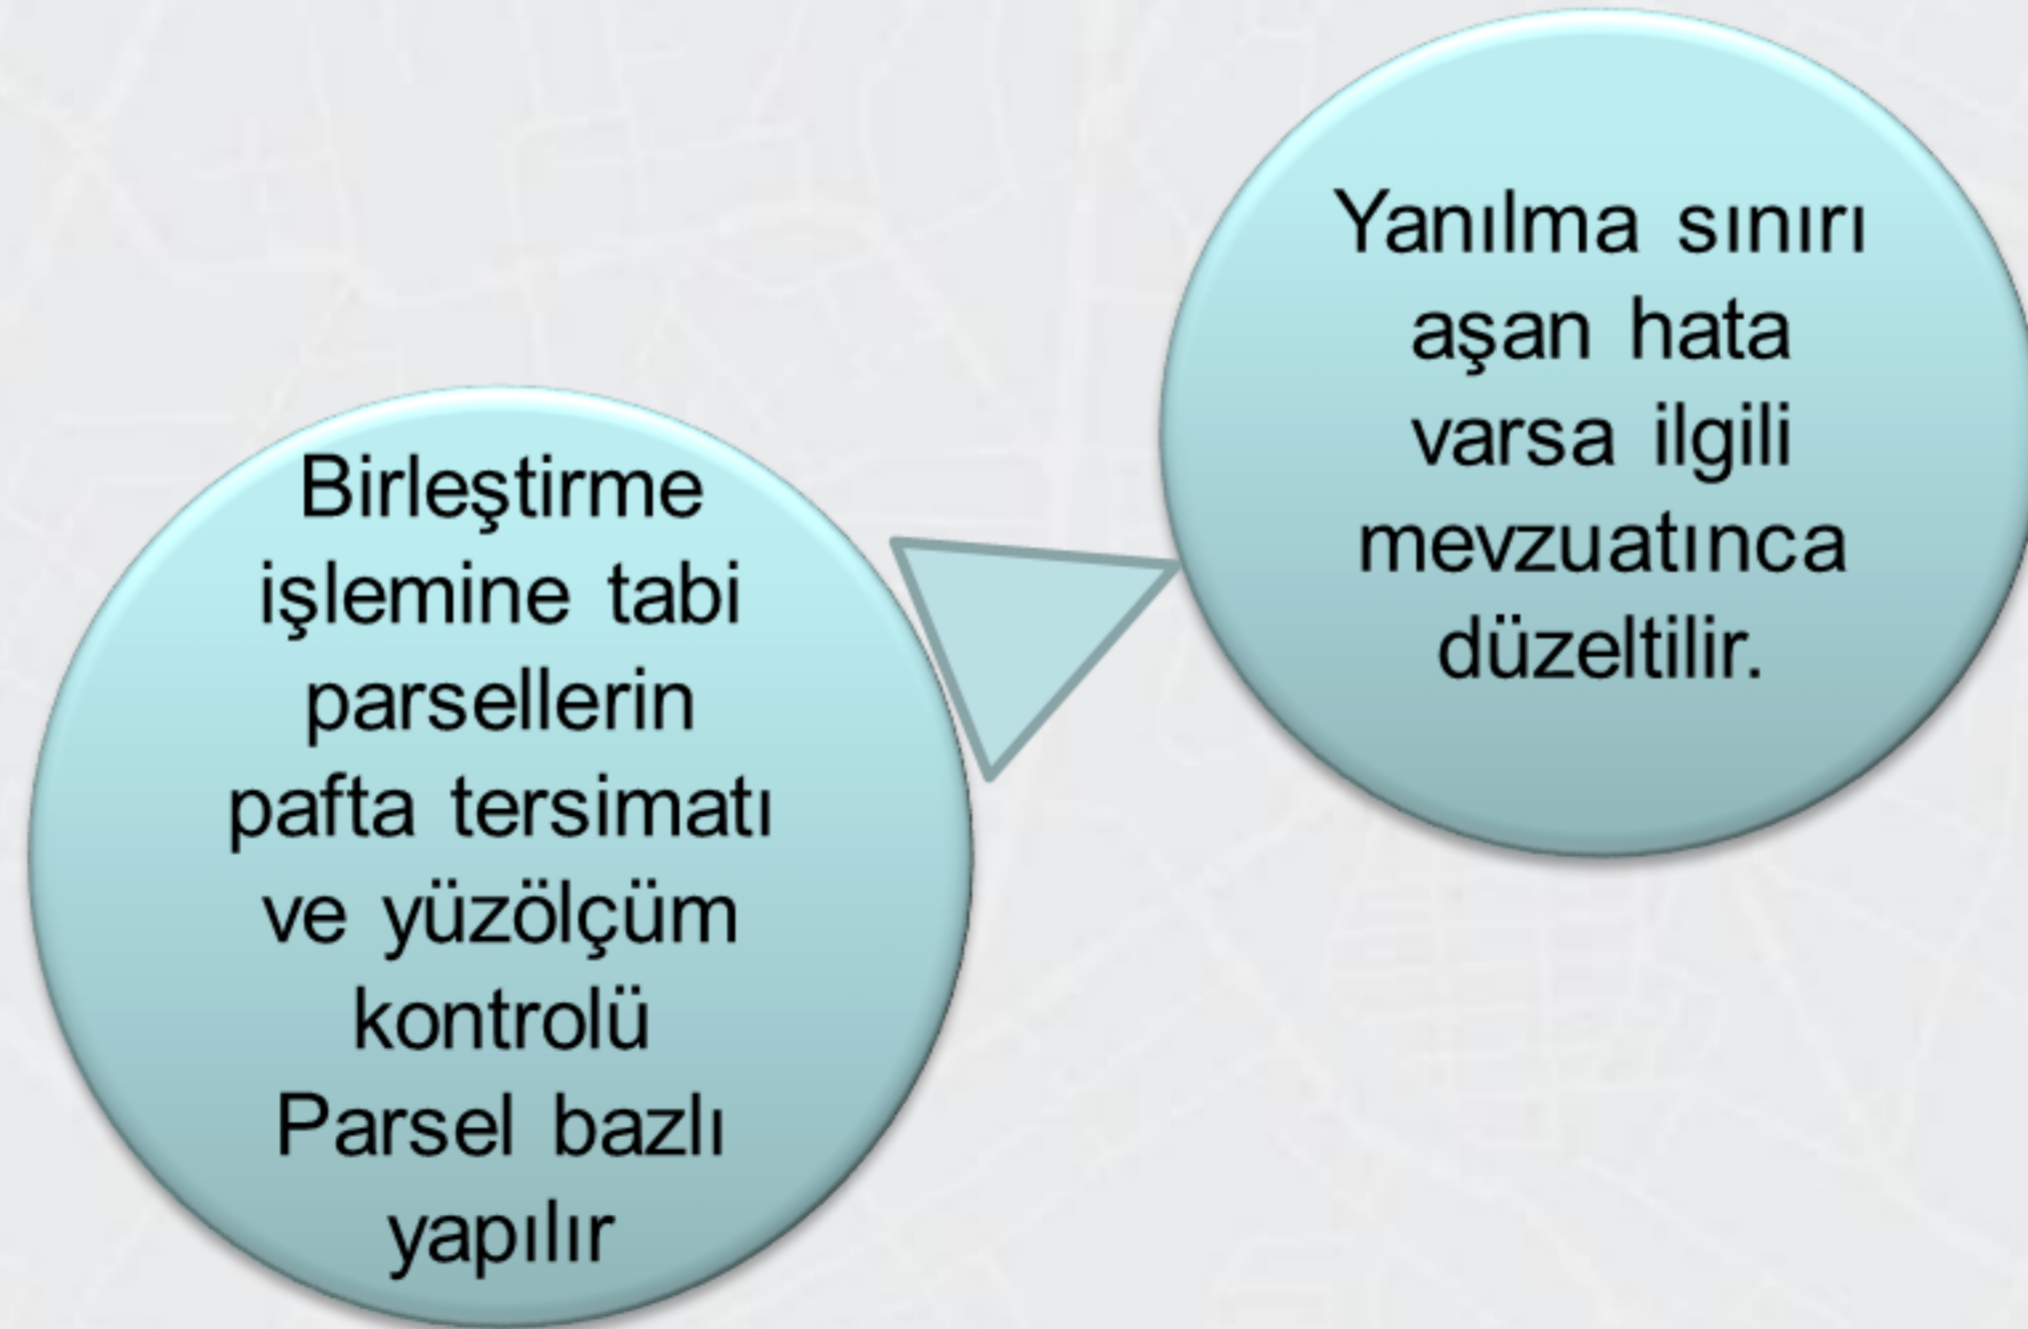 Birleştirme
işlemine tabi
parsellerin
pafta tersimatı
ve yüzölçüm
kontrolü
Parsel bazlı
yapılır
Yanılma sınırı
aşan hata
varsa ilgili
mevzuatınca
düzeltilir.